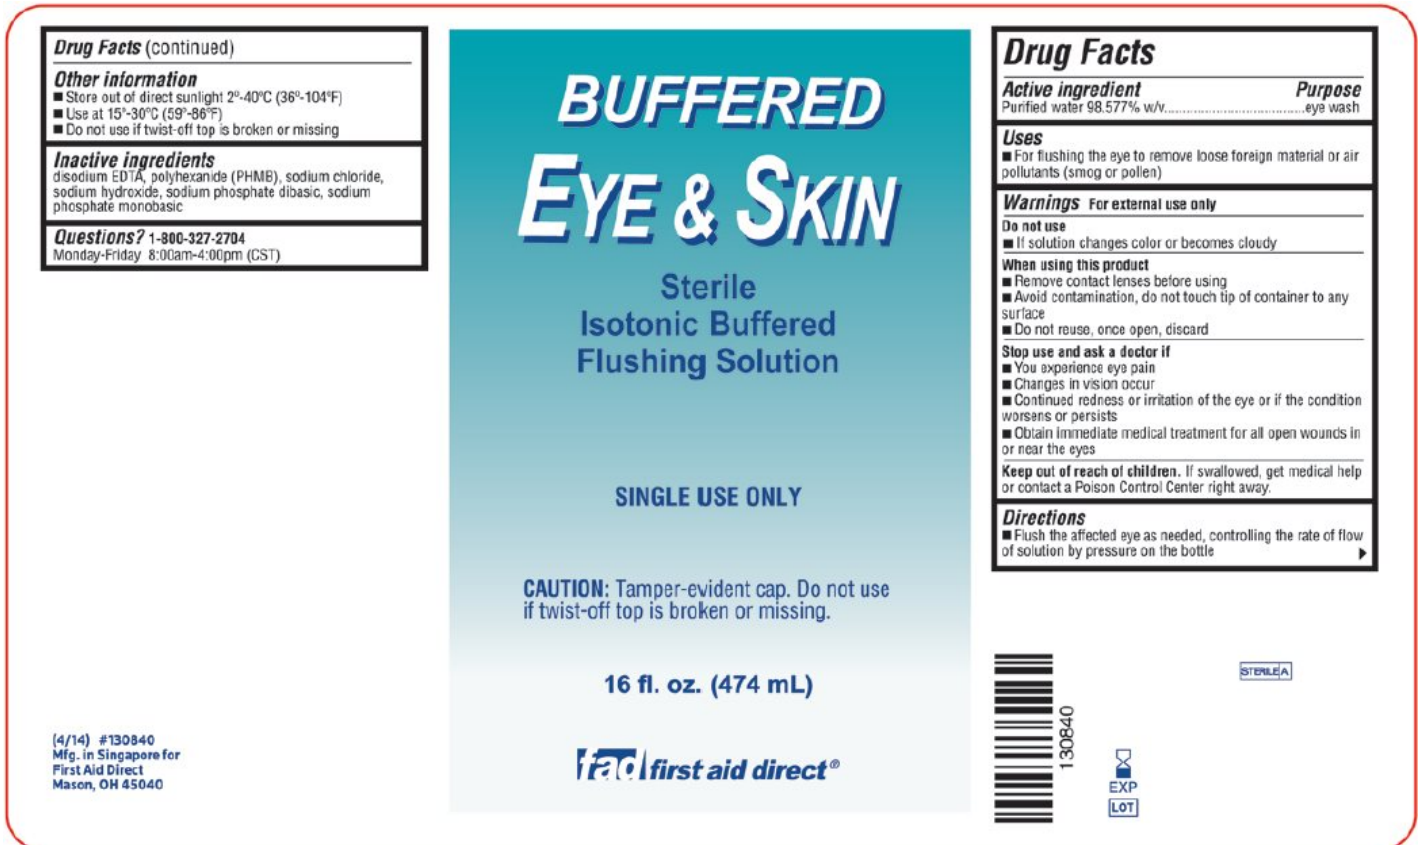 Drug Facts (continued)
Other information
■ Store out of direct sunlight 2º-40ºC (36º-104ºF)
■ Use at 15º-30ºC (59º-86ºF)
■ Do not use if twist-off top is broken or missing
Inactive ingredients
disodium EDTA, polyhexanide (PHMB), sodium chloride,
sodium hydroxide, sodium phosphate dibasic, sodium
phosphate monobasic
Questions? 1-800-327-2704
Monday-Friday 8:00am-4:00pm (CST)
(4/14) #130840
Mfg. in Singapore for
First Aid Direct
Mason, OH 45040
BUFFERED
EYE & SKIN
Sterile
Isotonic Buffered
Flushing Solution
SINGLE USE ONLY
CAUTION: Tamper-evident cap. Do not use
if twist-off top is broken or missing.
16 fl. oz. (474 mL)
fad first aid direct®
Drug Facts
Active ingredient Purpose
Purified water 98.577% w/v......................................eye wash
Uses
■ For flushing the eye to remove loose foreign material or air
pollutants (smog or pollen)
Warnings For external use only
Do not use
■ If solution changes color or becomes cloudy
When using this product
■ Remove contact lenses before using
■ Avoid contamination, do not touch tip of container to any
surface
■ Do not reuse, once open, discard
Stop use and ask a doctor if
■ You experience eye pain
■ Changes in vision occur
■ Continued redness or irritation of the eye or if the condition
worsens or persists
■ Obtain immediate medical treatment for all open wounds in
or near the eyes
Keep out of reach of children. If swallowed, get medical help
or contact a Poison Control Center right away.
Directions
■ Flush the affected eye as needed, controlling the rate of flow
of solution by pressure on the bottle
130840
STERILE A
EXP
LOT